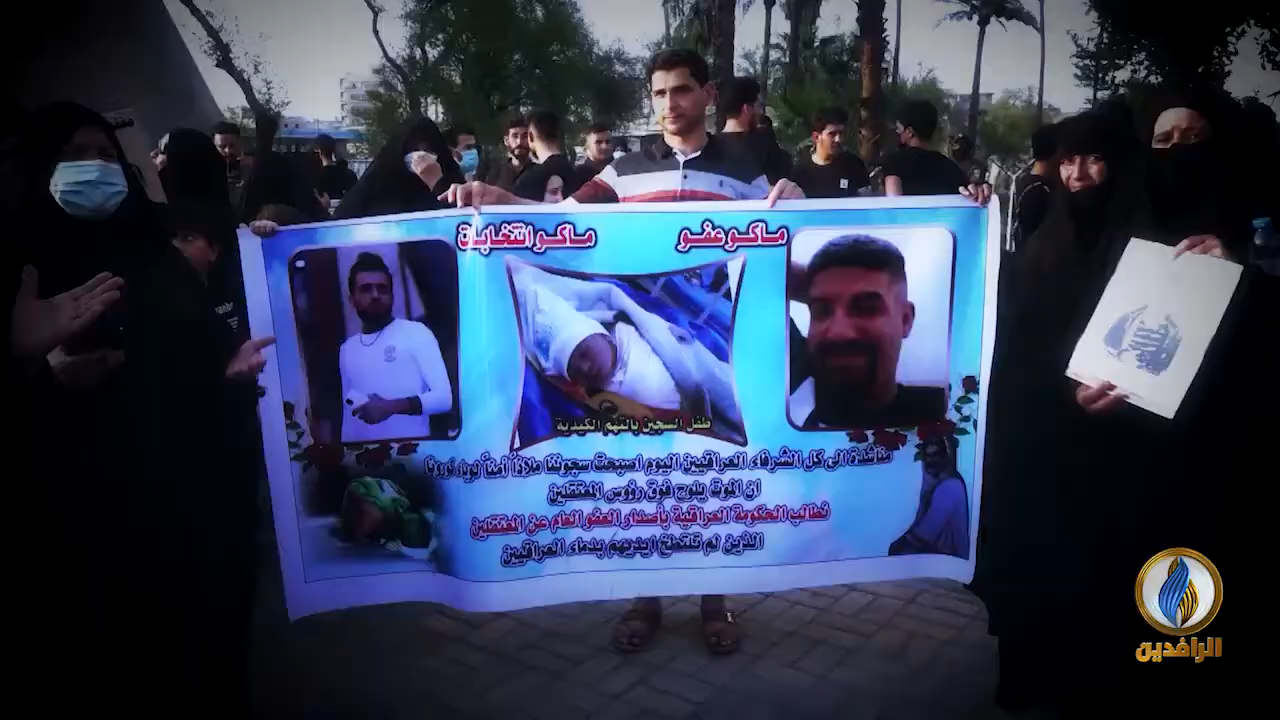 ماكو عفو
ماكو انتخابات
طفل السجين بالتهم الكيدية
مناشدة الى كل الشرفاء العراقيين اليوم اصبحت سجوننا ملاذاً آمناً لوباء كورونا
ان الموت يلوح فوق رؤوس المعتقلين
نطالب الحكومة العراقية بأصدار العفو العام عن المعتقلين
الذين لم تلتطخ ايديهم بدماء العراقيين
الرافدين